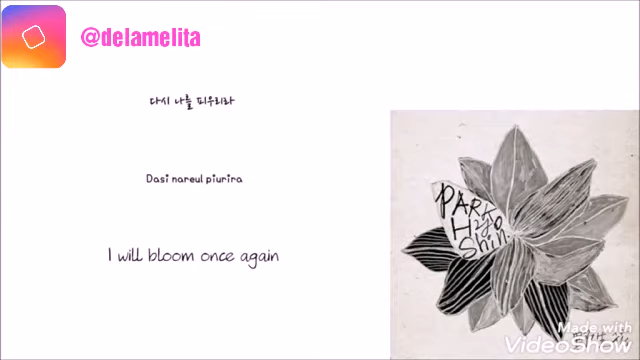 @delamelita
다시 나를 피우리라
Dasi nareul piurira
I will bloom once again
PARK
Hyo
Shin.
Made with
VideoShow